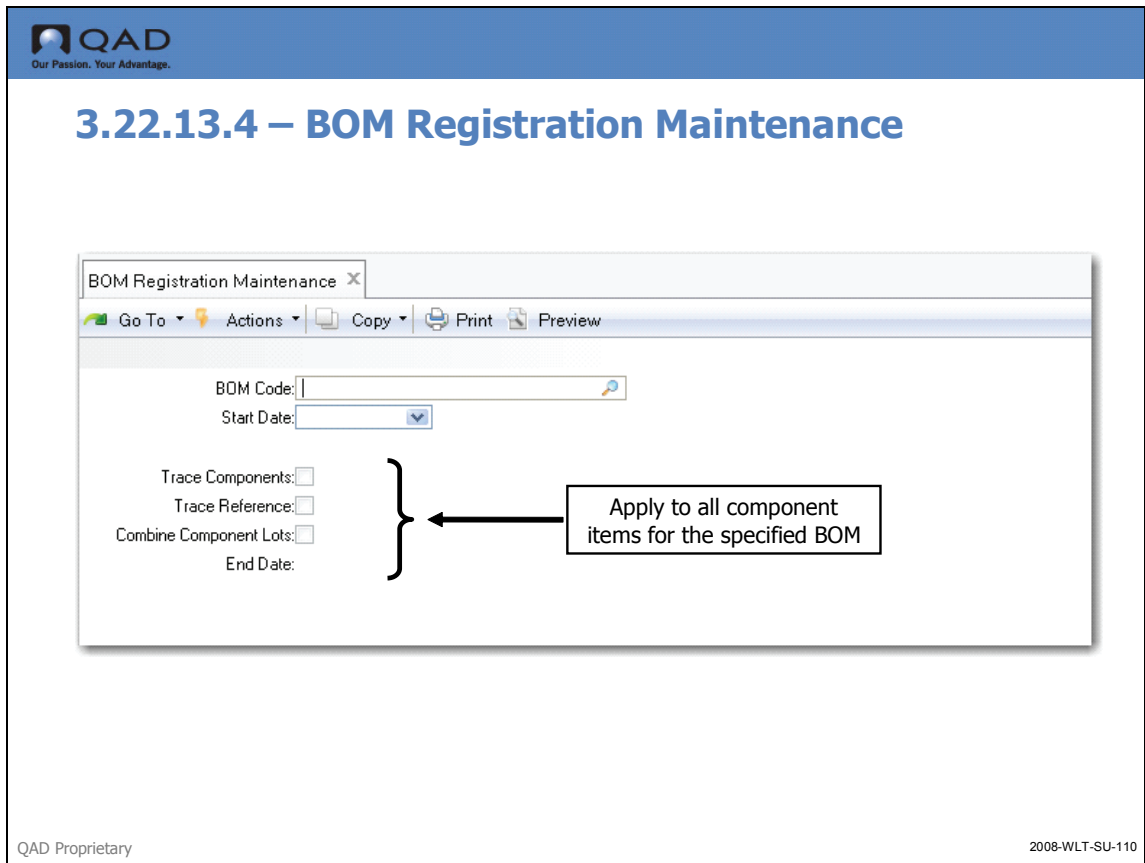 QAD
Our Passion. Your Advantage.
3.22.13.4 – BOM Registration Maintenance
BOM Registration Maintenance X
Go To Actions Copy Print Preview
BOM Code:
Start Date:
Trace Components:
Trace Reference:
Combine Component Lots:
End Date:
Apply to all component
items for the specified BOM
QAD Proprietary
2008-WLT-SU-110